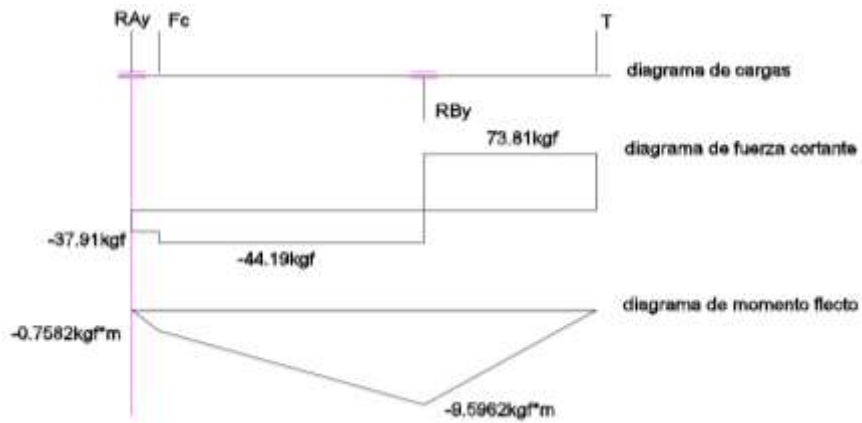 RAy Fc T
diagrama de cargas
RBy
73.81kgf
diagrama de fuerza cortante
-37.91kgf
-44.19kgf
diagrama de momento flecto
-0.7582kgf*m
-9.5962kgf*m